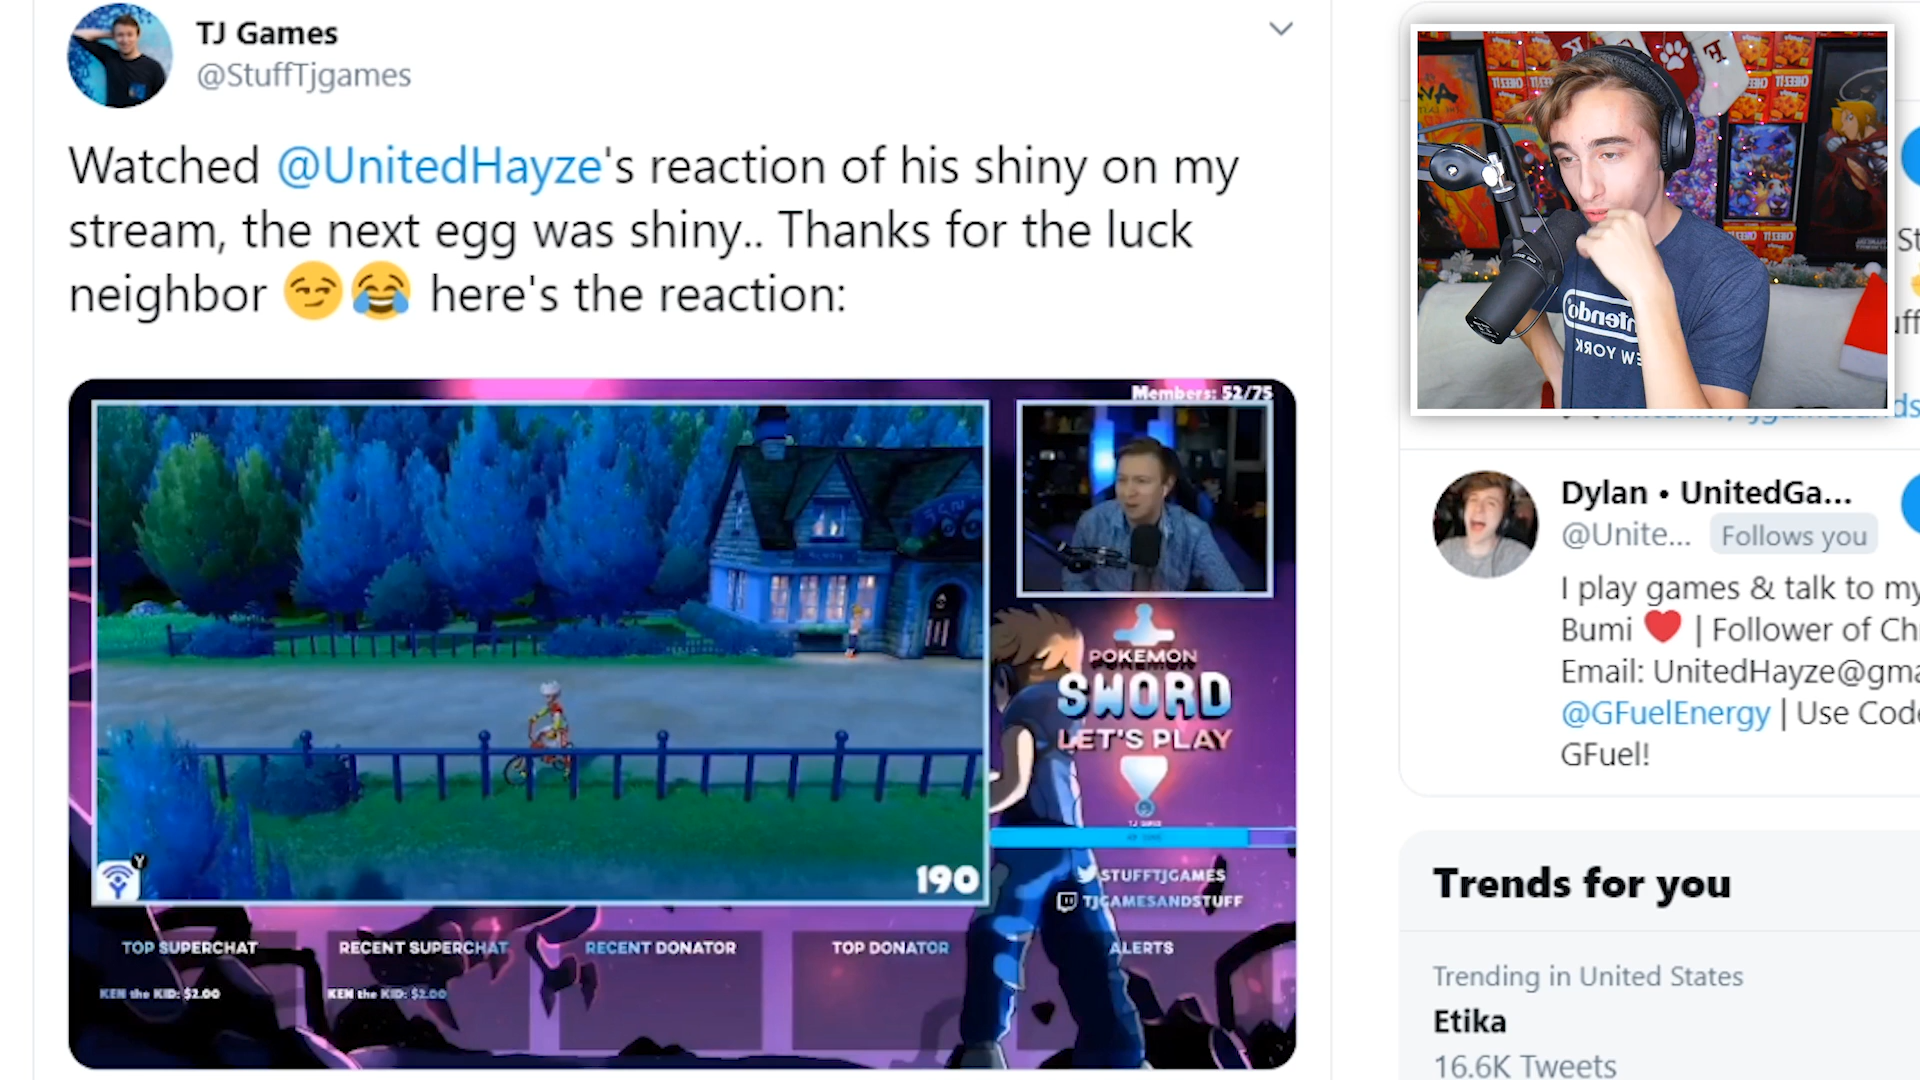 TJ Games
@StuffTjgames
Watched @UnitedHayze's reaction of his shiny on my
stream, the next egg was shiny.. Thanks for the luck
neighbor 😏😂 here's the reaction:
Members: 52/75
POKEMON
SWORD
LET'S PLAY
Y
190
STUFFTJGAMES
TJGAMESANDSTUFF
TOP SUPERCHAT
RECENT SUPERCHAT
RECENT DONATOR
TOP DONATOR
ALERTS
KEN the KID: $2.00
KEN the KID: $2.00
Nintendo
NEW YORK
Dylan • UnitedGa...
@Unite... Follows you
I play games & talk to my
Bumi ❤️ | Follower of Ch
Email: UnitedHayze@gma
@GFuelEnergy | Use Code
GFuel!
Trends for you
Trending in United States
Etika
16.6K Tweets